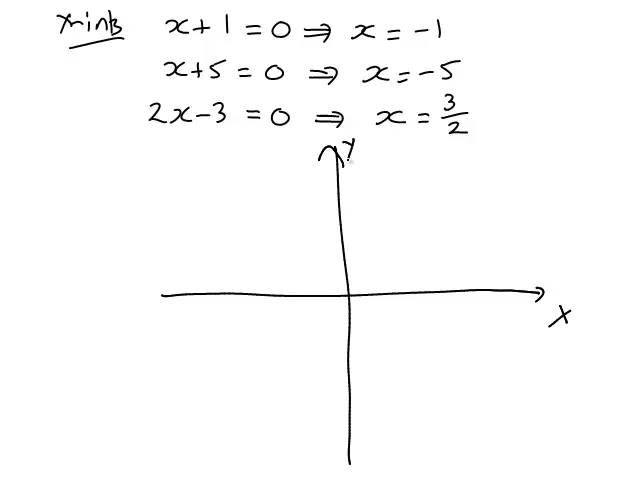 x-ints x + 1 = 0 ⇒ x = -1
x + 5 = 0 ⇒ x = -5
2x - 3 = 0 ⇒ x = 3/2
y
x